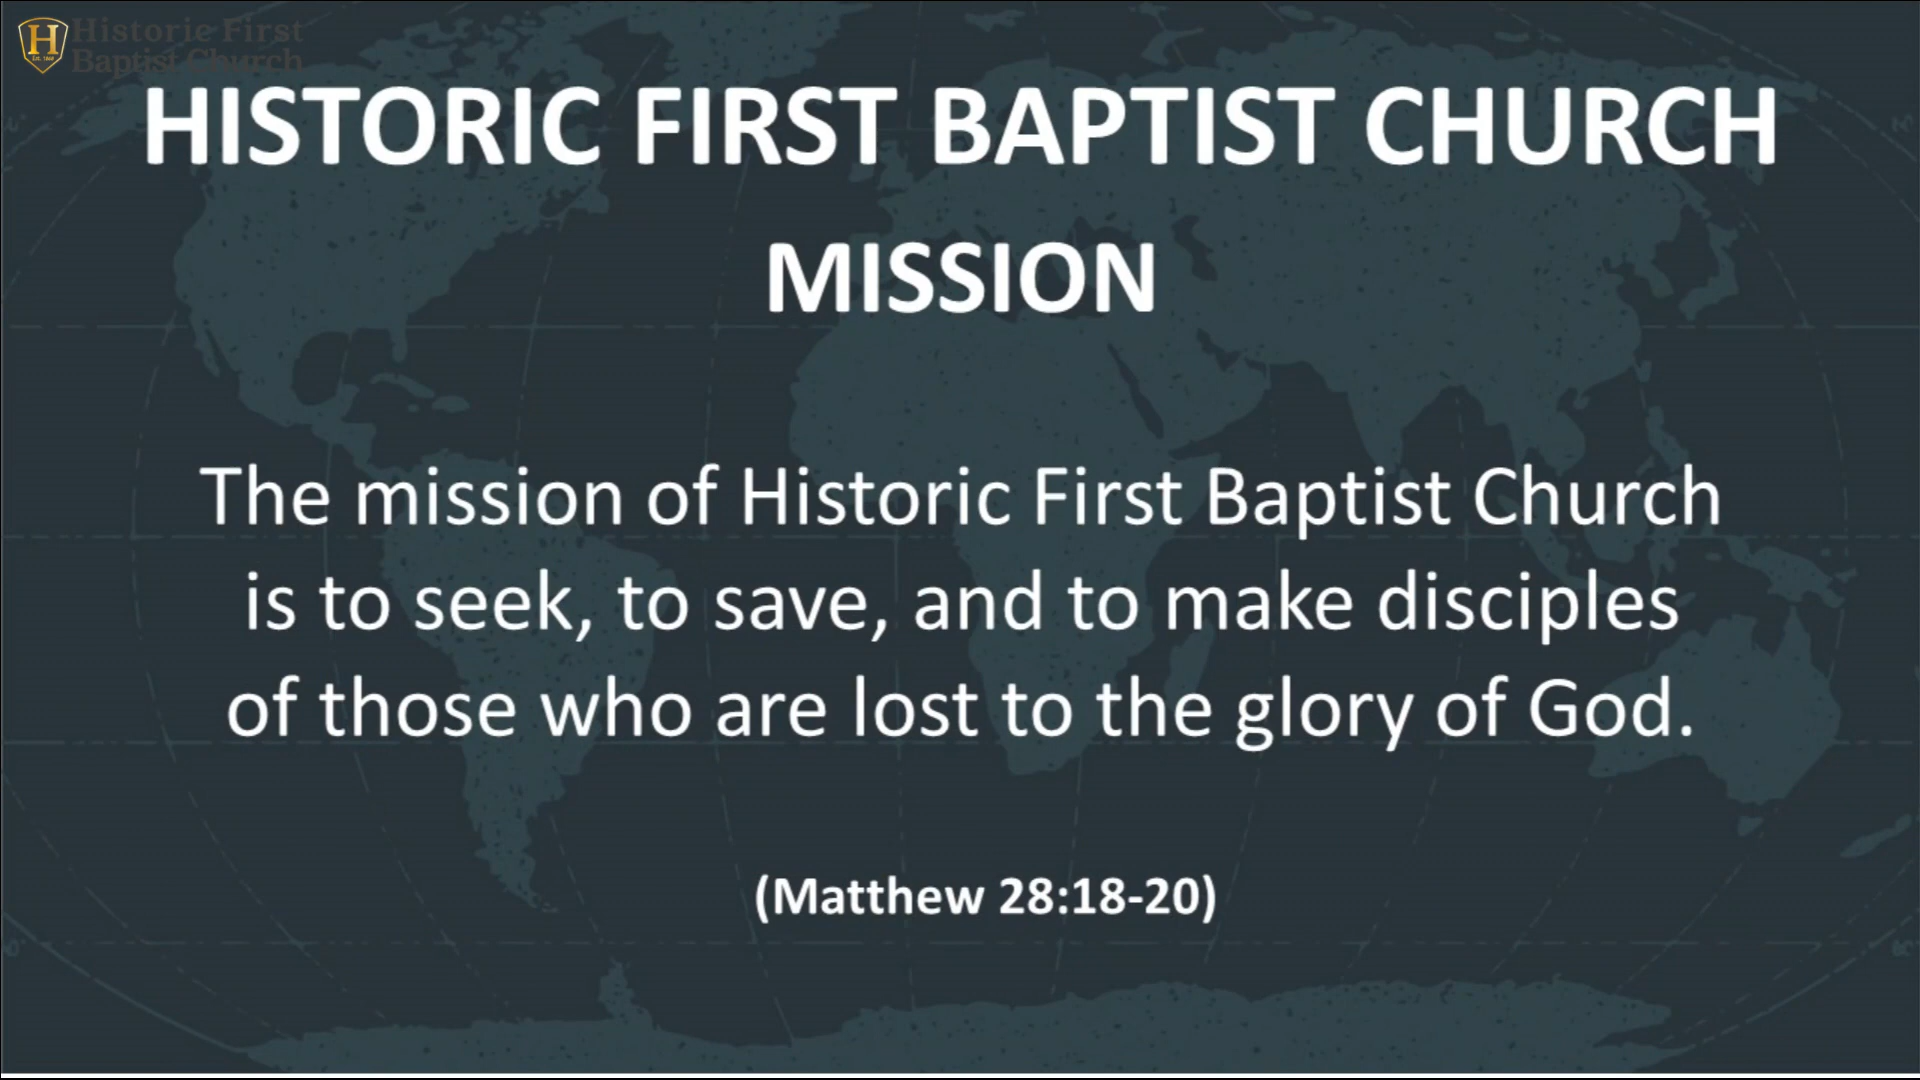 Historic First
Baptist Church
HISTORIC FIRST BAPTIST CHURCH
MISSION
The mission of Historic First Baptist Church
is to seek, to save, and to make disciples
of those who are lost to the glory of God.
(Matthew 28:18-20)